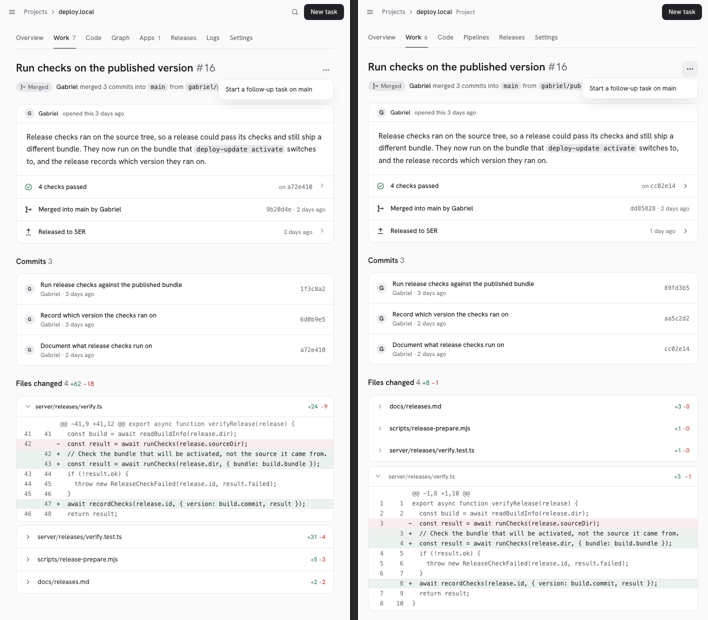 Projects > deploy.local
New task
Overview Work 7 Code Graph Apps 1 Releases Logs Settings
Run checks on the published version #16
Merged Gabriel merged 3 commits into main from gabriel/
Start a follow-up task on main
G Gabriel opened this 3 days ago
Release checks ran on the source tree, so a release could pass its checks and still ship a
different bundle. They now run on the bundle that deploy-update activate switches
to, and the release records which version they ran on.
4 checks passed on a72e410
Merged into main by Gabriel 9b20d4e · 2 days ago
Released to SER 2 days ago
Commits 3
G Run release checks against the published bundle
Gabriel · 3 days ago 1f3c8a2
G Record which version the checks ran on
Gabriel · 3 days ago 6d0b9e5
G Document what release checks run on
Gabriel · 2 days ago a72e410
Files changed 4 +62 -18
server/releases/verify.ts +24 -9
@@ -41,9 +41,12 @@ export async function verifyRelease(release) {
41 41 const build = await readBuildInfo(release.dir);
42 - const result = await runChecks(release.sourceDir);
42 + // Check the bundle that will be activated, not the source it came from.
43 + const result = await runChecks(release.dir, { bundle: build.bundle });
43 44 if (!result.ok) {
44 45 throw new ReleaseCheckFailed(release.id, result.failed);
45 46 }
47 + await recordChecks(release.id, { version: build.commit, result });
46 48 return result;
server/releases/verify.test.ts +31 -4
scripts/release-prepare.mjs +5 -3
docs/releases.md +2 -2
Projects > deploy.local Project
New task
Overview Work 6 Code Pipelines Releases Settings
Run checks on the published version #16
Merged Gabriel merged 3 commits into main from gabriel/pub
Start a follow-up task on main
G Gabriel opened this 3 days ago
Release checks ran on the source tree, so a release could pass its checks and still ship a
different bundle. They now run on the bundle that deploy-update activate switches
to, and the release records which version they ran on.
4 checks passed on cc02e14
Merged into main by Gabriel dd85828 · 2 days ago
Released to SER 1 day ago
Commits 3
G Run release checks against the published bundle
Gabriel · 3 days ago 89fd3b5
G Record which version the checks ran on
Gabriel · 2 days ago aa5c2d2
G Document what release checks run on
Gabriel · 2 days ago cc02e14
Files changed 4 +8 -1
docs/releases.md +3 -0
scripts/release-prepare.mjs +1 -0
server/releases/verify.test.ts +1 -0
server/releases/verify.ts +3 -1
@@ -1,8 +1,10 @@
1 1 export async function verifyRelease(release) {
2 2 const build = await readBuildInfo(release.dir);
3 - const result = await runChecks(release.sourceDir);
3 + // Check the bundle that will be activated, not the source it came from.
4 + const result = await runChecks(release.dir, { bundle: build.bundle });
4 5 if (!result.ok) {
5 6 throw new ReleaseCheckFailed(release.id, result.failed);
6 7 }
8 + await recordChecks(release.id, { version: build.commit, result });
7 9 return result;
8 10 }